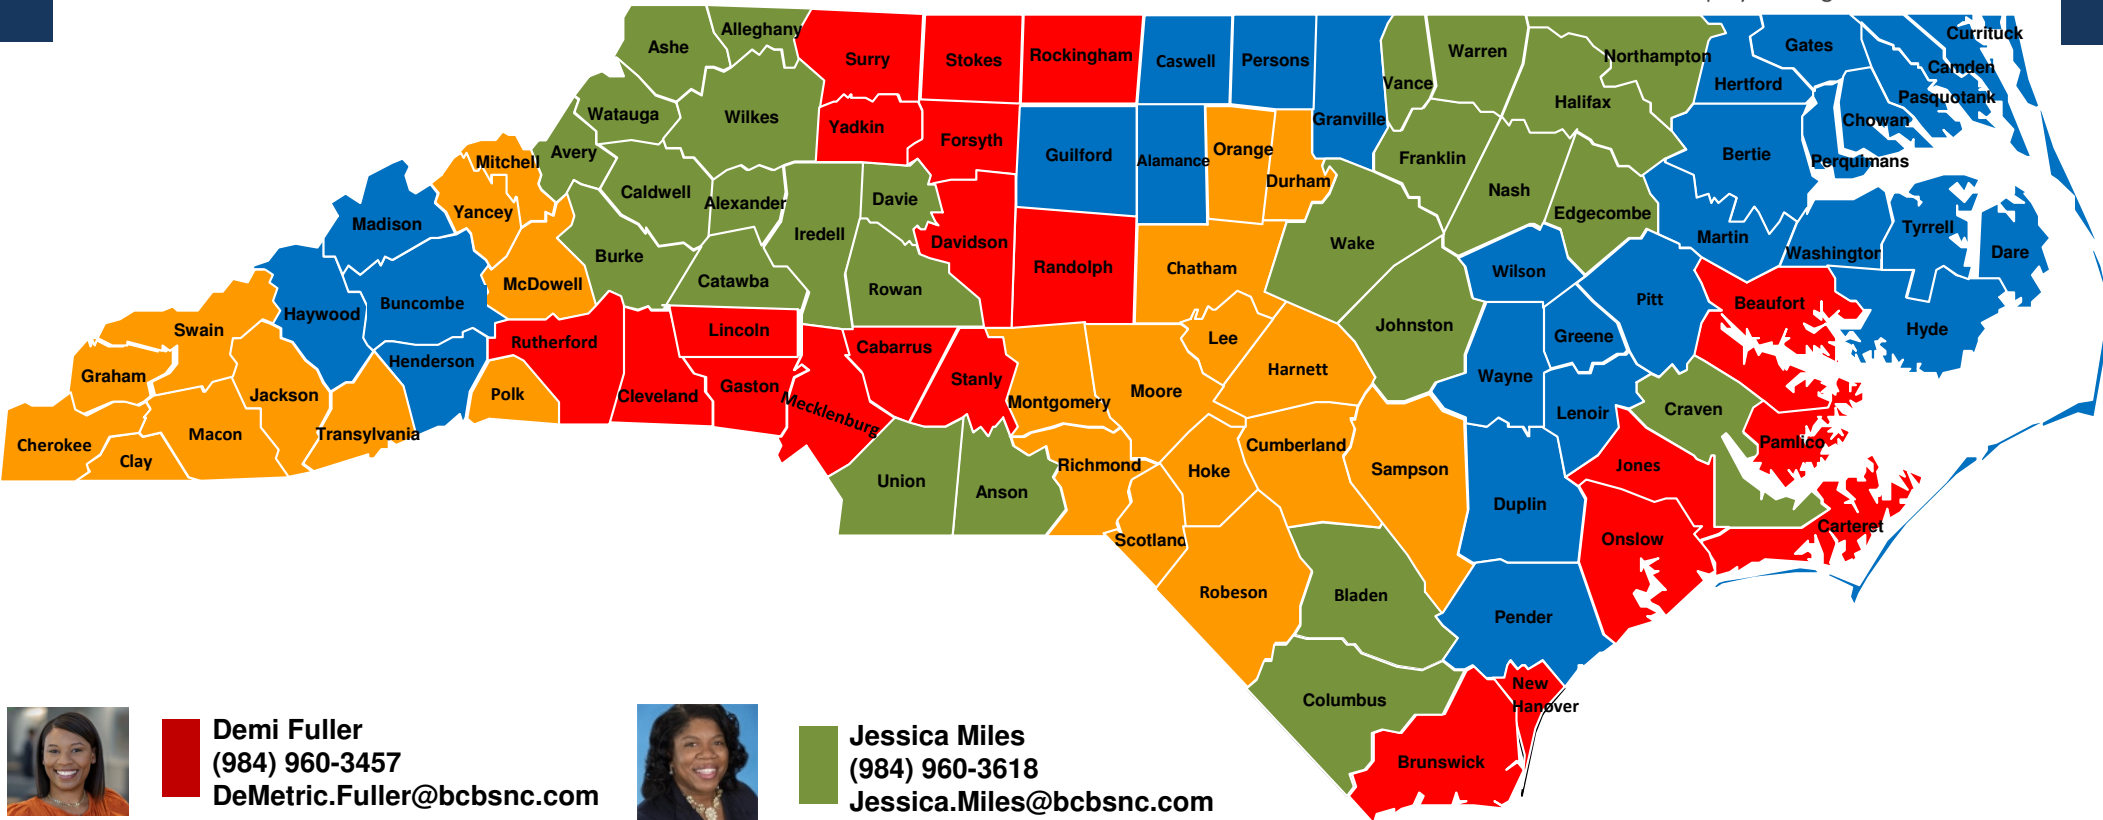 Ashe
Alleghany
Surry
Stokes
Rockingham
Caswell
Persons
Granville
Vance
Warren
Northampton
Hertford
Gates
Currituck
Camden
Pasquotank
Chowan
Perquimans
Bertie
Halifax
Watauga
Wilkes
Yadkin
Forsyth
Guilford
Alamance
Orange
Durham
Franklin
Nash
Edgecombe
Martin
Washington
Tyrrell
Dare
Mitchell
Avery
Caldwell
Alexander
Davie
Iredell
Yancey
Madison
Burke
Davidson
Randolph
Chatham
Wake
Wilson
McDowell
Catawba
Rowan
Buncombe
Haywood
Swain
Johnston
Pitt
Beaufort
Hyde
Greene
Lee
Harnett
Wayne
Rutherford
Lincoln
Cabarrus
Stanly
Henderson
Graham
Jackson
Polk
Cleveland
Gaston
Mecklenburg
Montgomery
Moore
Lenoir
Craven
Pamlico
Cherokee
Clay
Macon
Transylvania
Richmond
Hoke
Cumberland
Sampson
Jones
Union
Anson
Duplin
Carteret
Onslow
Scotland
Robeson
Bladen
Pender
Columbus
New
Hanover
Brunswick
Demi Fuller
(984) 960-3457
DeMetric.Fuller@bcbsnc.com
Jessica Miles
(984) 960-3618
Jessica.Miles@bcbsnc.com